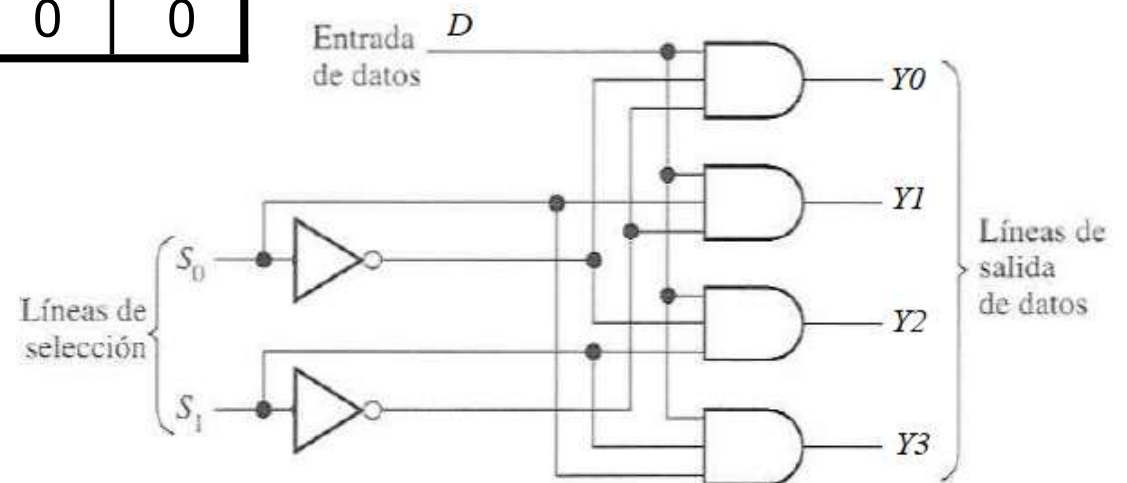 0 0
Entrada
de datos
D
Y0
Y1
Y2
Y3
S0
S1
Líneas de
selección
Líneas de
salida
de datos